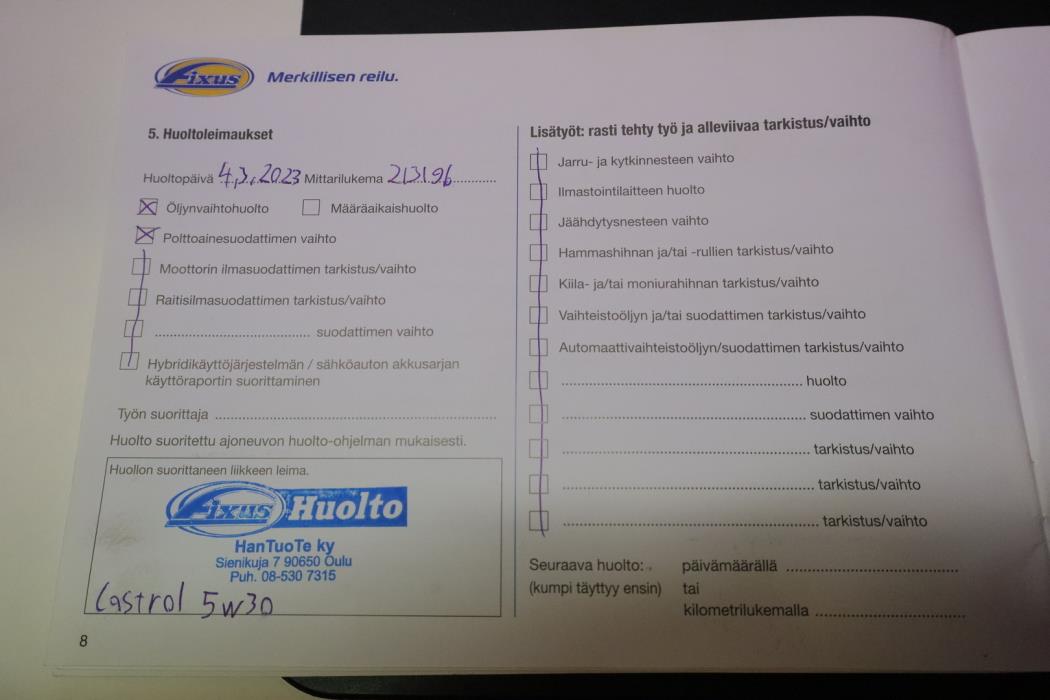 Fixus Merkillisen reilu.
5. Huoltoleimaukset
Huoltopäivä 4.3.2023 Mittarilukema 213196
Öljynvaihtohuolto Määräaikaishuolto
Polttoainesuodattimen vaihto
Moottorin ilmasuodattimen tarkistus/vaihto
Raitisilmasuodattimen tarkistus/vaihto
................................... suodattimen vaihto
Hybridikäyttöjärjestelmän / sähköauton akkusarjan
käyttöraportin suorittaminen
Työn suorittaja ................................................................
Huolto suoritettu ajoneuvon huolto-ohjelman mukaisesti.
Huollon suorittaneen liikkeen leima.
Fixus Huolto
HanTuoTe ky
Sienikuja 7 90650 Oulu
Puh. 08-530 7315
Castrol 5W30
8
Lisätyöt: rasti tehty työ ja alleviivaa tarkistus/vaihto
Jarru- ja kytkinnesteen vaihto
Ilmastointilaitteen huolto
Jäähdytysnesteen vaihto
Hammashihnan ja/tai -rullien tarkistus/vaihto
Kiila- ja/tai moniurahihnan tarkistus/vaihto
Vaihteistoöljyn ja/tai suodattimen tarkistus/vaihto
Automaattivaihteistoöljyn/suodattimen tarkistus/vaihto
....................................................... huolto
....................................................... suodattimen vaihto
........................................................ tarkistus/vaihto
......................................................... tarkistus/vaihto
.......................................................... tarkistus/vaihto
Seuraava huolto: päivämäärällä .......................................
(kumpi täyttyy ensin) tai
kilometrilukemalla ..................................